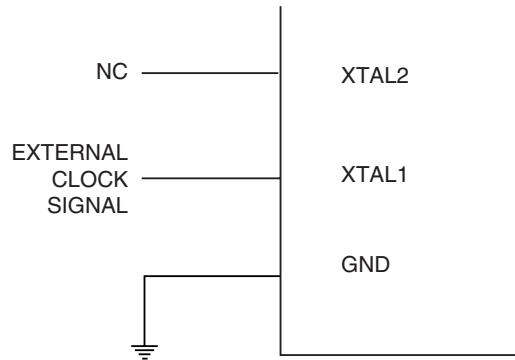 NC
XTAL2
EXTERNAL
CLOCK
SIGNAL
XTAL1
GND